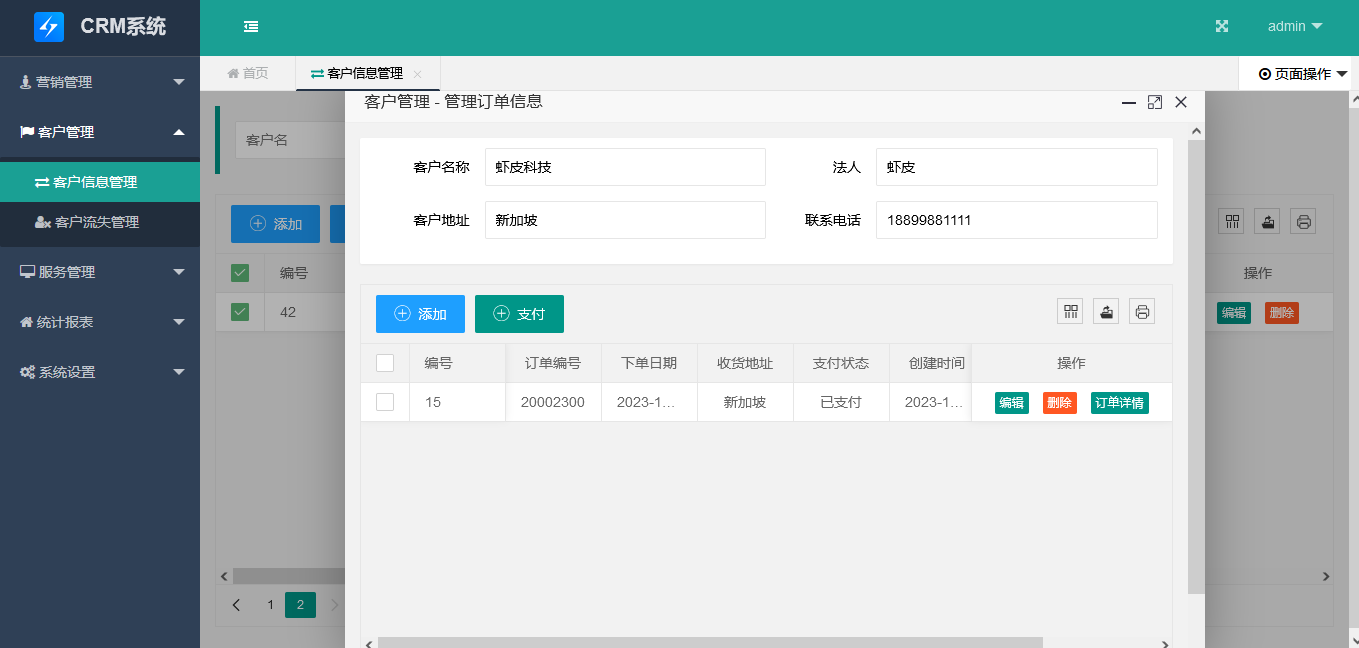 CRM系统
admin
营销管理
客户管理
客户信息管理
客户流失管理
服务管理
统计报表
系统设置
首页
客户信息管理
页面操作
客户名
添加
编号
操作
42
编辑 删除
1 2
客户管理 - 管理订单信息
客户名称 虾皮科技 法人 虾皮
客户地址 新加坡 联系电话 18899881111
添加 支付
编号 订单编号 下单日期 收货地址 支付状态 创建时间 操作
15 20002300 2023-1... 新加坡 已支付 2023-1... 编辑 删除 订单详情